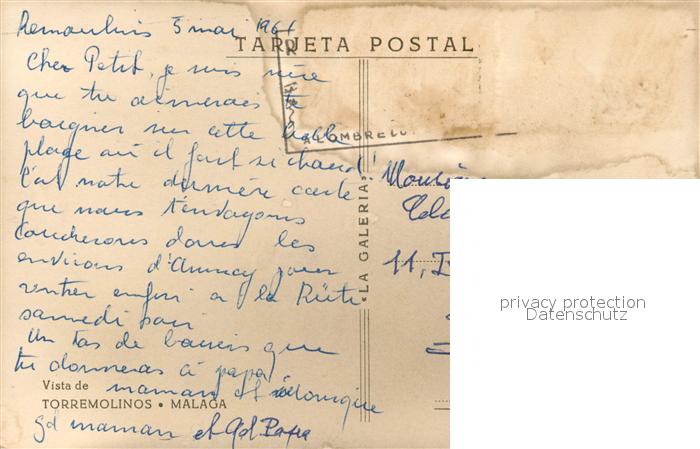 Remoulins 5 mai 196
TARJETA POSTAL
Cher Petit, je suis sûre
que tu aimerais te
baigner sur cette belle
plage où il fait si chaud!
C'est notre dernière carte
que nous t'envoyons
coucherons dans les
environs d'Annecy pour
rentrer enfin a la
samedi soir
Un tas de baisers que
tu donneras à papa
maman et Véronique
gd maman et Gd Papa
Vista de
TORREMOLINOS • MALAGA
«LA GALERIA»
11,
privacy protection
Datenschutz